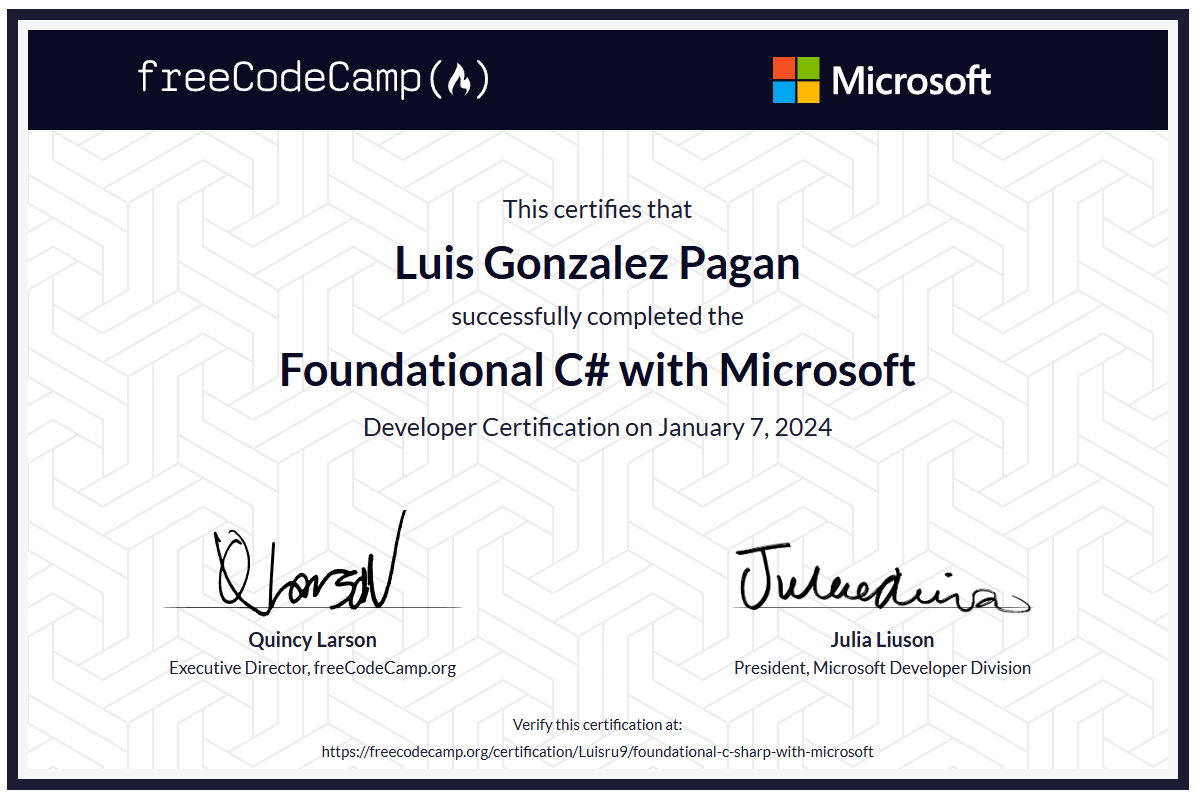 freeCodeCamp Microsoft
This certifies that
Luis Gonzalez Pagan
successfully completed the
Foundational C# with Microsoft
Developer Certification on January 7, 2024
Quincy Larson
Executive Director, freeCodeCamp.org
Julia Liuson
President, Microsoft Developer Division
Verify this certification at:
https://freecodecamp.org/certification/Luisru9/foundational-c-sharp-with-microsoft